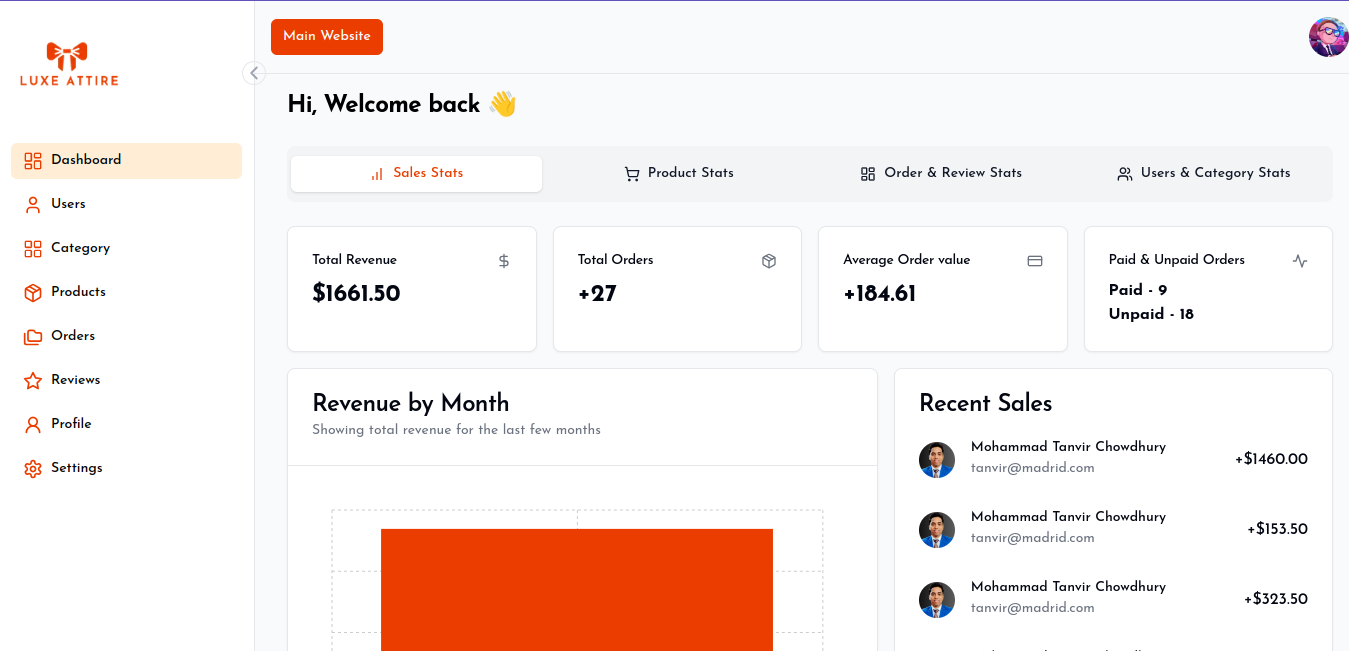 Main Website
LUXE ATTIRE
Hi, Welcome back 👋
Dashboard
Users
Category
Products
Orders
Reviews
Profile
Settings
Sales Stats
Product Stats
Order & Review Stats
Users & Category Stats
Total Revenue
$1661.50
Total Orders
+27
Average Order value
+184.61
Paid & Unpaid Orders
Paid - 9
Unpaid - 18
Revenue by Month
Showing total revenue for the last few months
Recent Sales
Mohammad Tanvir Chowdhury
tanvir@madrid.com
+$1460.00
Mohammad Tanvir Chowdhury
tanvir@madrid.com
+$153.50
Mohammad Tanvir Chowdhury
tanvir@madrid.com
+$323.50